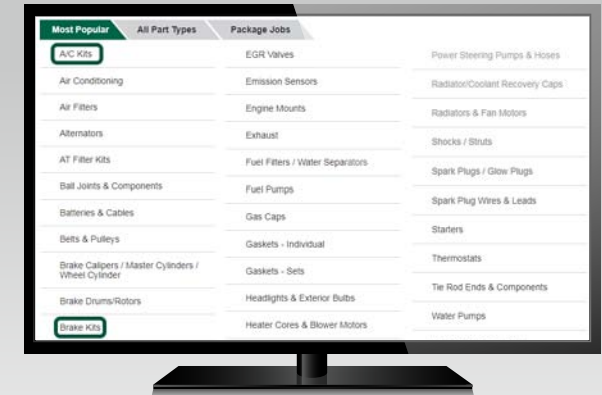 Most Popular
All Part Types
Package Jobs
A/C Kits
Air Conditioning
Air Filters
Alternators
AT Filter Kits
Ball Joints & Components
Batteries & Cables
Belts & Pulleys
Brake Calipers / Master Cylinders /
Wheel Cylinder
Brake Drums/Rotors
Brake Kits
EGR Valves
Emission Sensors
Engine Mounts
Exhaust
Fuel Filters / Water Separators
Fuel Pumps
Gas Caps
Gaskets - Individual
Gaskets - Sets
Headlights & Exterior Bulbs
Heater Cores & Blower Motors
Power Steering Pumps & Hoses
Radiator/Coolant Recovery Caps
Radiators & Fan Motors
Shocks / Struts
Spark Plugs / Glow Plugs
Spark Plug Wires & Leads
Starters
Thermostats
Tie Rod Ends & Components
Water Pumps